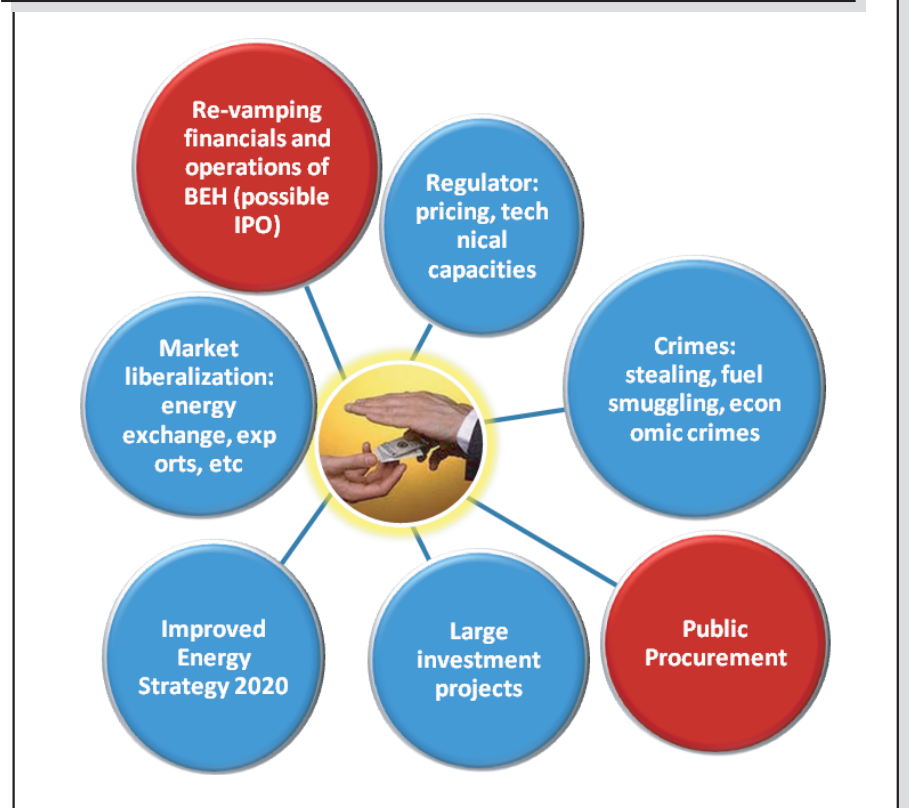 Re-vamping
financials and
operations of
BEH (possible
IPO)
Regulator:
pricing, tech
nical
capacities
Market
liberalization:
energy
exchange, exp
orts, etc
Crimes:
stealing, fuel
smuggling, econ
omic crimes
Improved
Energy
Strategy 2020
Large
investment
projects
Public
Procurement